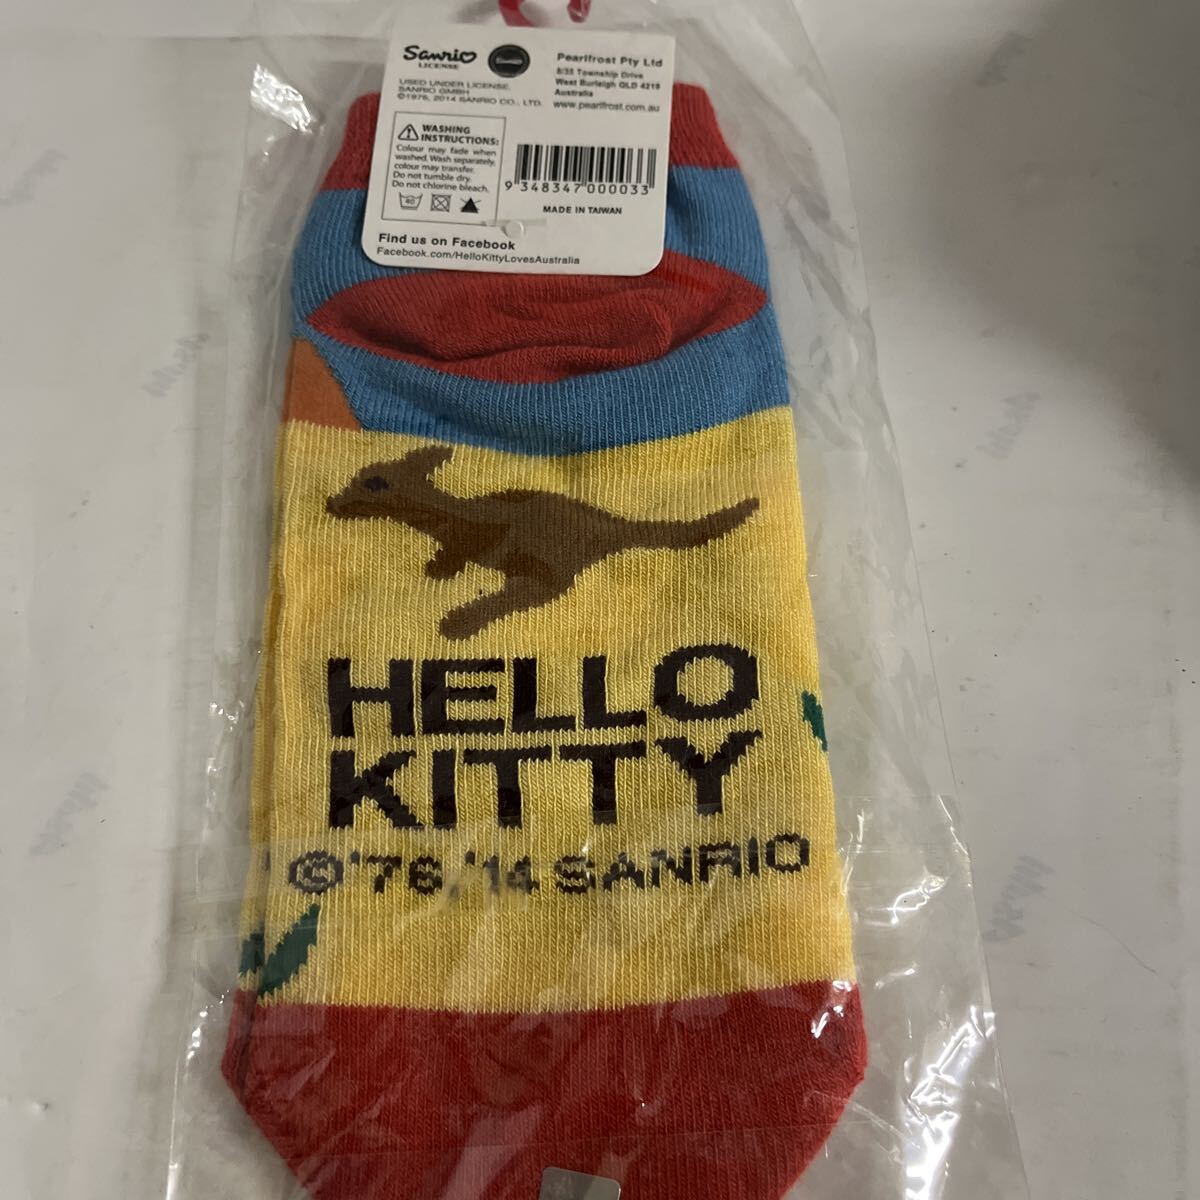 Sanrio
LICENSE
USED UNDER LICENSE.
SANRIO GMBH
©1976, 2014 SANRIO CO., LTD.
Pearlfrost Pty Ltd
8/35 Township Drive
West Burleigh QLD 4219
Australia
www.pearlfrost.com.au
WASHING
INSTRUCTIONS:
Colour may fade when
washed. Wash separately,
colour may transfer.
Do not tumble dry.
Do not chlorine bleach.
40
9 348347 000033
MADE IN TAIWAN
Find us on Facebook
Facebook.com/HelloKittyLovesAustralia
HELLO
KITTY
©'76,'14 SANRIO